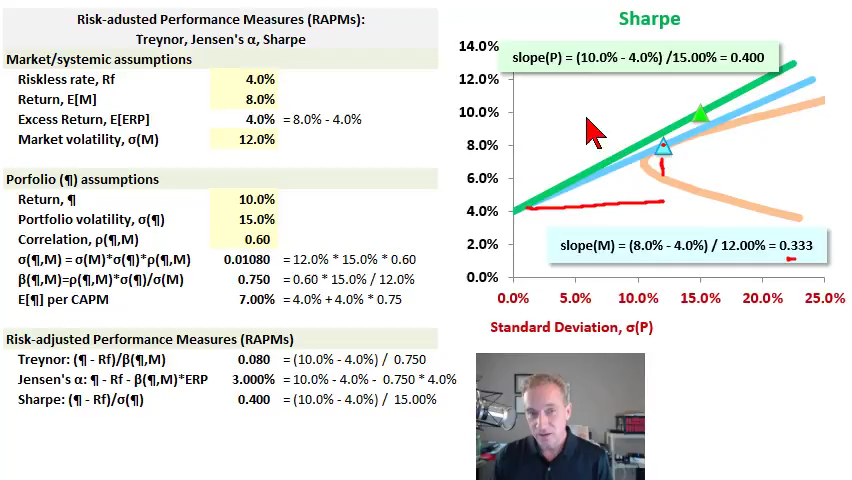 Risk-adusted Performance Measures (RAPMs):
Treynor, Jensen's α, Sharpe
Market/systemic assumptions
Riskless rate, Rf 4.0%
Return, E[M] 8.0%
Excess Return, E[ERP] 4.0% = 8.0% - 4.0%
Market volatility, σ(M) 12.0%
Porfolio (¶) assumptions
Return, ¶ 10.0%
Portfolio volatility, σ(¶) 15.0%
Correlation, ρ(¶,M) 0.60
σ(¶,M) = σ(M)*σ(¶)*ρ(¶,M) 0.01080 = 12.0% * 15.0% * 0.60
β(¶,M)=ρ(¶,M)*σ(¶)/σ(M) 0.750 = 0.60 * 15.0% / 12.0%
E[¶] per CAPM 7.00% = 4.0% + 4.0% * 0.75
Risk-adjusted Performance Measures (RAPMs)
Treynor: (¶ - Rf)/β(¶,M) 0.080 = (10.0% - 4.0%) / 0.750
Jensen's α: ¶ - Rf - β(¶,M)*ERP 3.000% = 10.0% - 4.0% - 0.750 * 4.0%
Sharpe: (¶ - Rf)/σ(¶) 0.400 = (10.0% - 4.0%) / 15.00%
Sharpe
14.0%
slope(P) = (10.0% - 4.0%) /15.00% = 0.400
12.0%
10.0%
8.0%
6.0%
4.0%
slope(M) = (8.0% - 4.0%) / 12.00% = 0.333
2.0%
0.0%
0.0% 5.0% 10.0% 15.0% 20.0% 25.0%
Standard Deviation, σ(P)